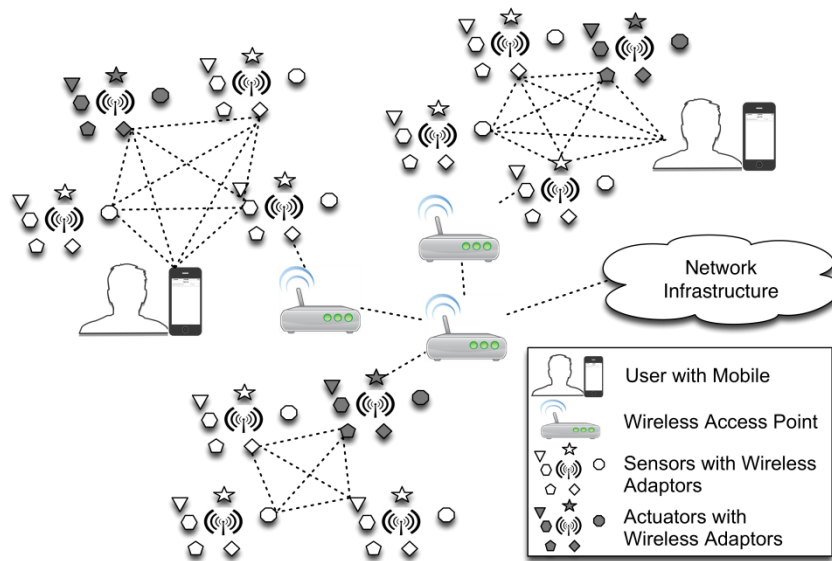 Network
Infrastructure
User with Mobile
Wireless Access Point
Sensors with Wireless
Adaptors
Actuators with
Wireless Adaptors